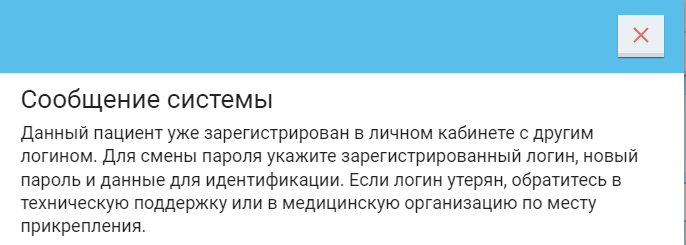 Сообщение системы
Данный пациент уже зарегистрирован в личном кабинете с другим
логином. Для смены пароля укажите зарегистрированный логин, новый
пароль и данные для идентификации. Если логин утерян, обратитесь в
техническую поддержку или в медицинскую организацию по месту
прикрепления.